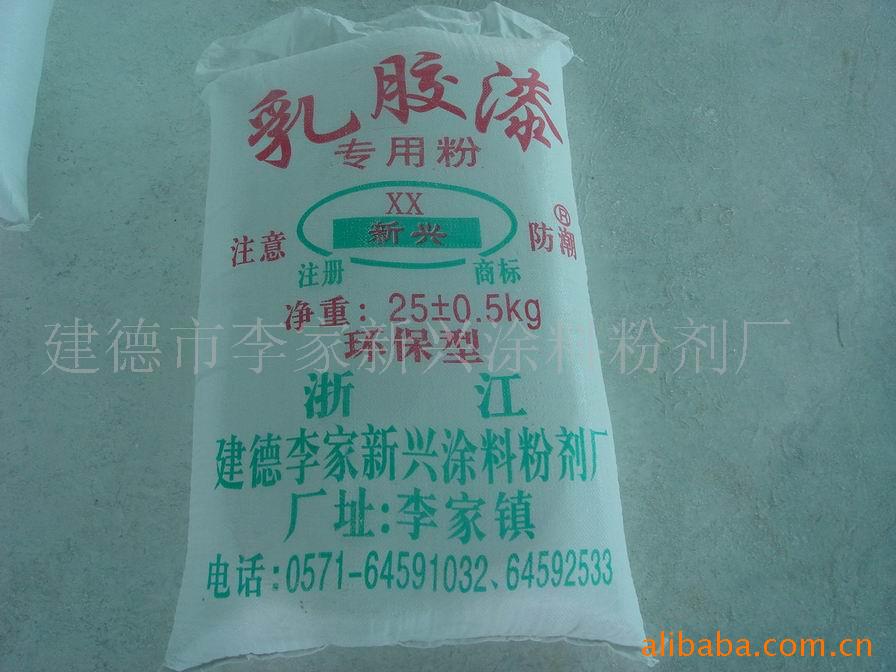 乳胶漆
专用粉
XX
新兴
注意
防潮
®
注册 商标
净重：25±0.5kg
环保型
浙 江
建德李家新兴涂料粉剂厂
厂址:李家镇
电话:0571-64591032、64592533
建德市李家新兴涂料粉剂厂
alibaba.com.cn